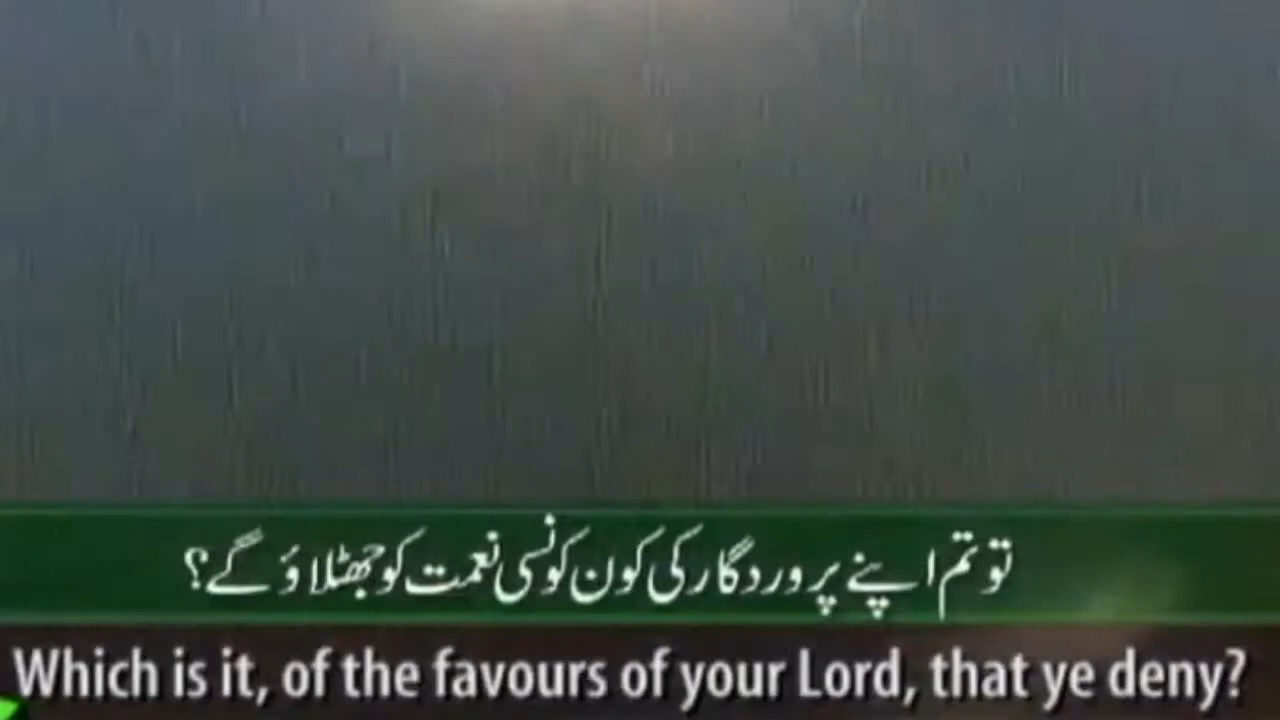 تو تم اپنے پروردگار کی کون کونسی نعمت کو جھٹلاؤ گے؟
Which is it, of the favours of your Lord, that ye deny?